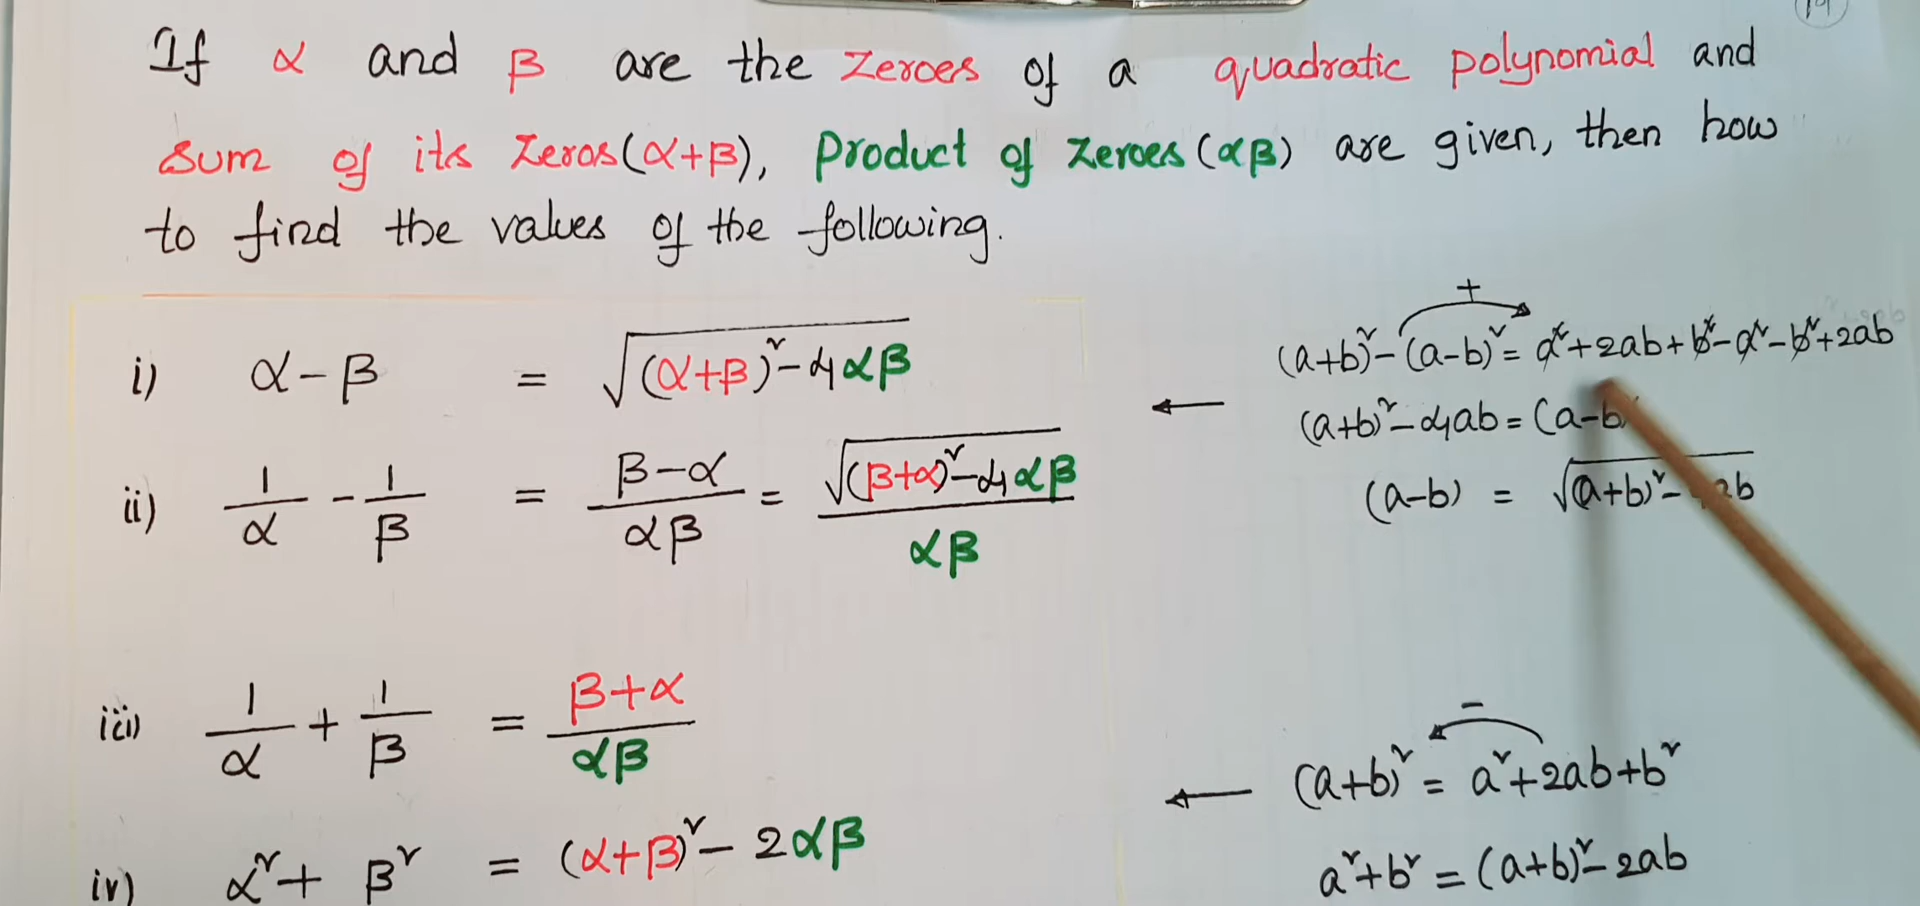 If α and β are the zeroes of a quadratic polynomial and
sum of its zeros(α+β), product of zeroes(αβ) are given, then how
to find the values of the following.
i) α-β = √(α+β)²-4αβ
ii) 1/α - 1/β = β-α/αβ = √(β+α)²-4αβ/αβ
iii) 1/α + 1/β = β+α/αβ
iv) α²+ β² = (α+β)²- 2αβ
+
(a+b)²-(a-b)²= a²+2ab+b²-a²-b²+2ab
← (a+b)²-4ab = (a-b
(a-b) = √(a+b)²- ab
-
← (a+b)² = a²+2ab+b²
a²+b² = (a+b)²-2ab